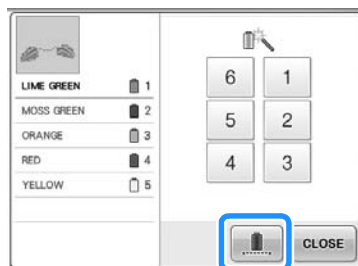 LIME GREEN 1
MOSS GREEN 2
ORANGE 3
RED 4
YELLOW 5
6 1
5 2
4 3
CLOSE